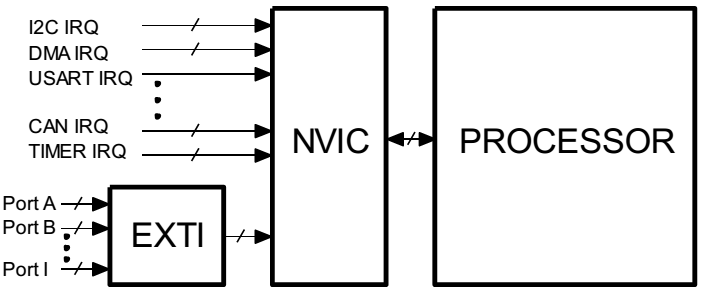 I2C IRQ
DMA IRQ
USART IRQ
CAN IRQ
TIMER IRQ
NVIC
PROCESSOR
Port A
Port B
Port I
EXTI